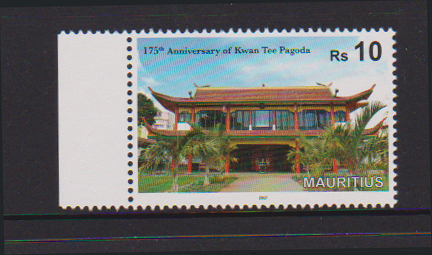 175th Anniversary of Kwan Tee Pagoda
Rs 10
MAURITIUS